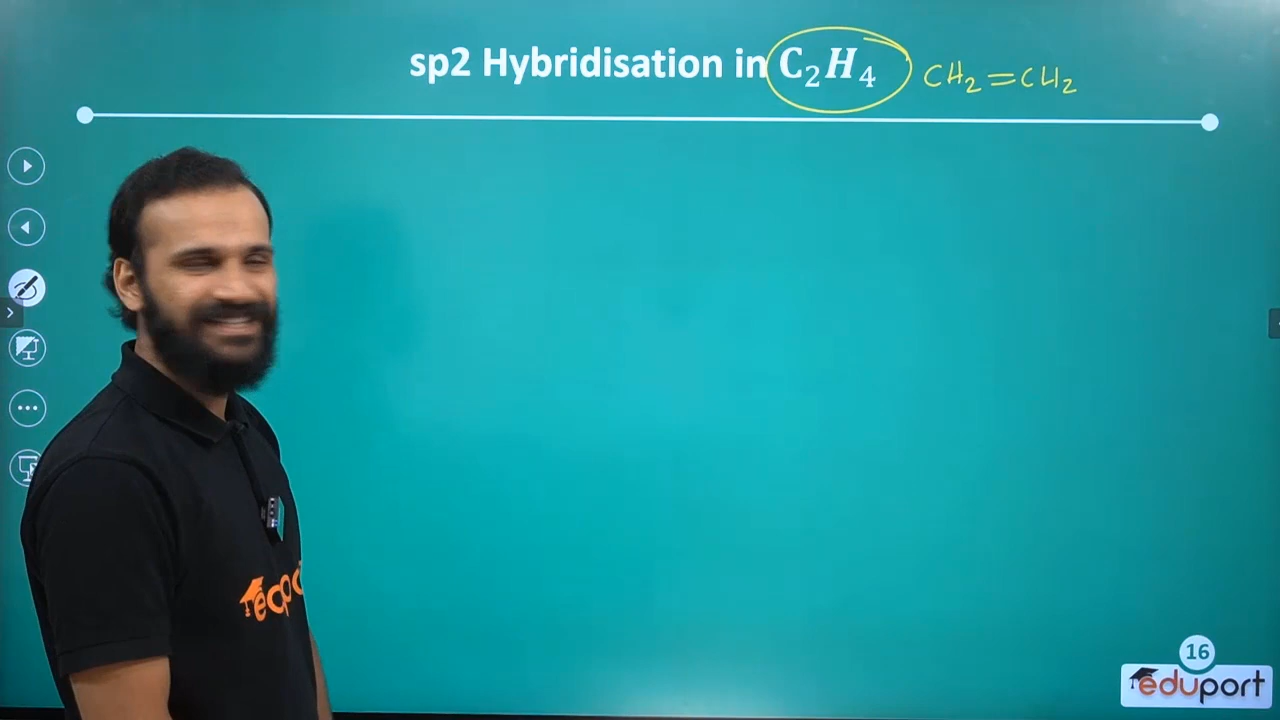 sp2 Hybridisation in C₂H₄ CH₂=CH₂
16
eduport